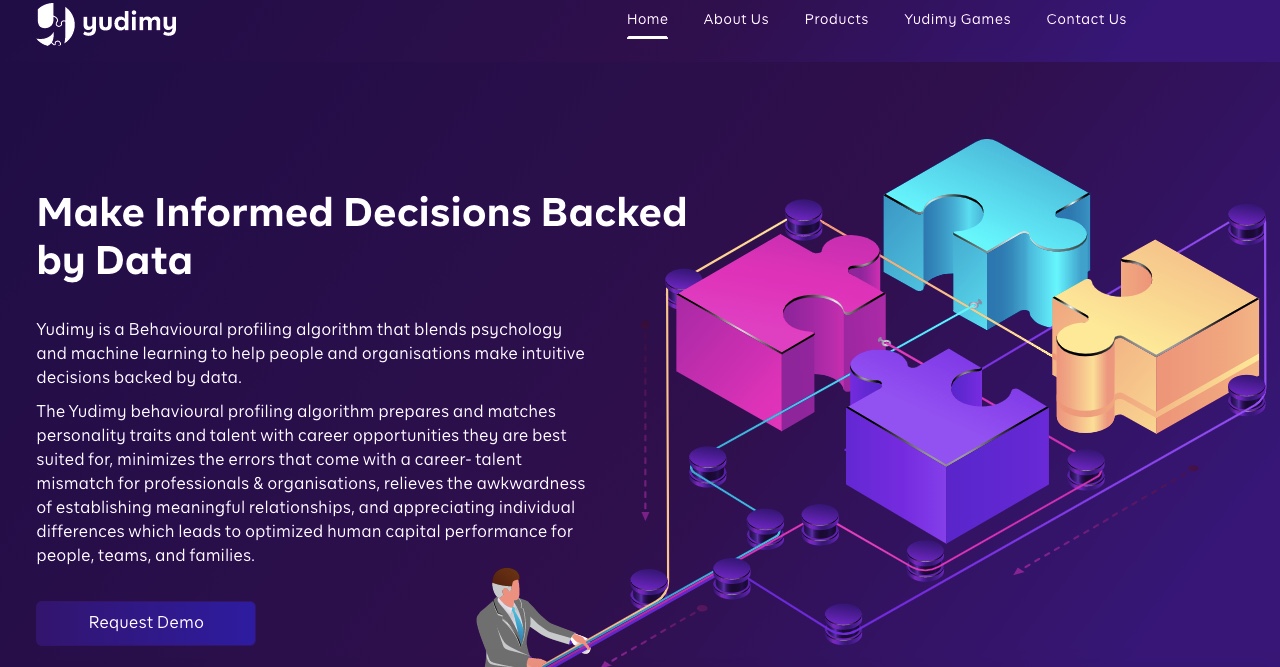 yudimy
Home About Us Products Yudimy Games Contact Us
Make Informed Decisions Backed
by Data
Yudimy is a Behavioural profiling algorithm that blends psychology
and machine learning to help people and organisations make intuitive
decisions backed by data.
The Yudimy behavioural profiling algorithm prepares and matches
personality traits and talent with career opportunities they are best
suited for, minimizes the errors that come with a career- talent
mismatch for professionals & organisations, relieves the awkwardness
of establishing meaningful relationships, and appreciating individual
differences which leads to optimized human capital performance for
people, teams, and families.
Request Demo